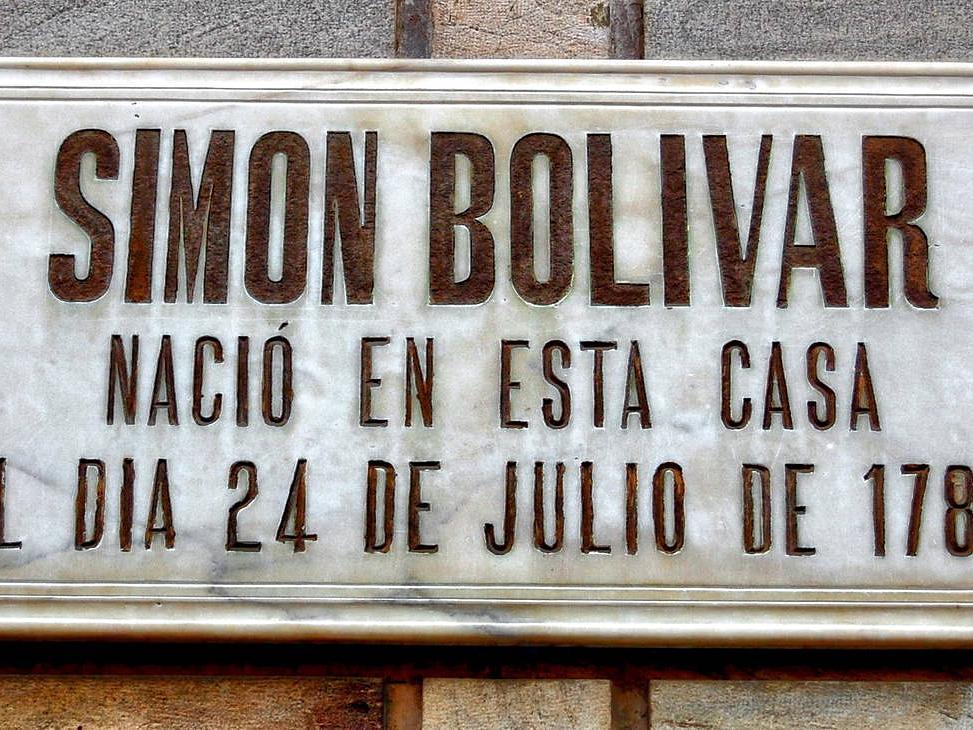 SIMON BOLIVAR
NACIÓ EN ESTA CASA
L DIA 24 DE JULIO DE 178